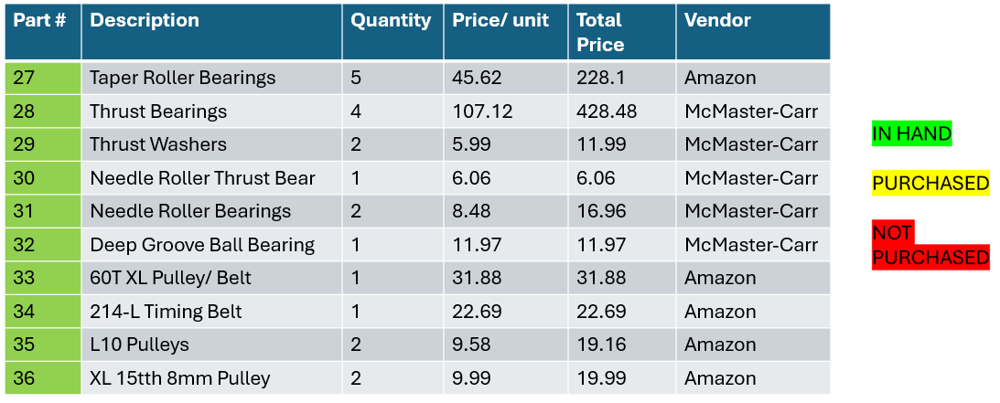 Part # Description Quantity Price/ unit Total Price Vendor
27 Taper Roller Bearings 5 45.62 228.1 Amazon
28 Thrust Bearings 4 107.12 428.48 McMaster-Carr
29 Thrust Washers 2 5.99 11.99 McMaster-Carr
30 Needle Roller Thrust Bear 1 6.06 6.06 McMaster-Carr
31 Needle Roller Bearings 2 8.48 16.96 McMaster-Carr
32 Deep Groove Ball Bearing 1 11.97 11.97 McMaster-Carr
33 60T XL Pulley/ Belt 1 31.88 31.88 Amazon
34 214-L Timing Belt 1 22.69 22.69 Amazon
35 L10 Pulleys 2 9.58 19.16 Amazon
36 XL 15tth 8mm Pulley 2 9.99 19.99 Amazon
IN HAND
PURCHASED
NOT
PURCHASED